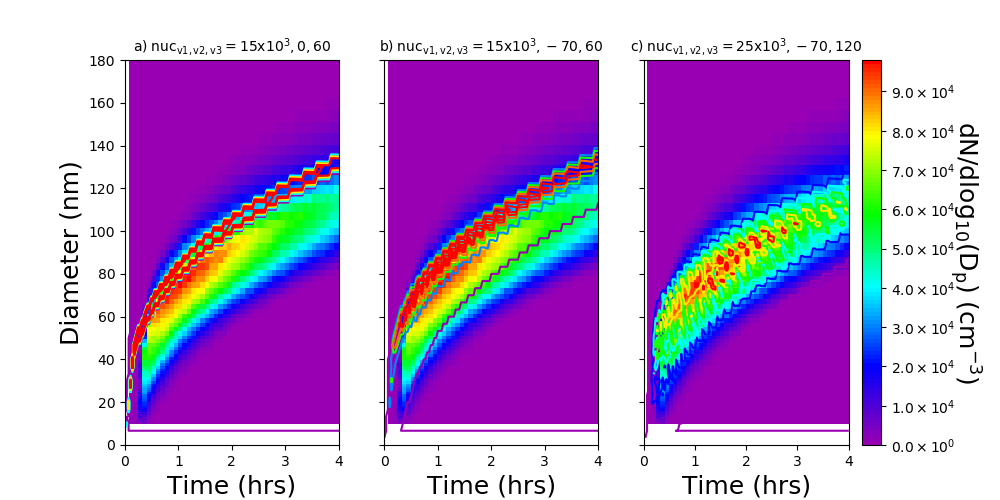 a) nuc_v1,v2,v3 = 15x10^3, 0, 60
b) nuc_v1,v2,v3 = 15x10^3, −70, 60
c) nuc_v1,v2,v3 = 25x10^3, −70, 120
180
160
140
120
100
80
60
40
20
0
Diameter (nm)
0 1 2 3 4
0 1 2 3 4
0 1 2 3 4
Time (hrs)
Time (hrs)
Time (hrs)
9.0 × 10^4
8.0 × 10^4
7.0 × 10^4
6.0 × 10^4
5.0 × 10^4
4.0 × 10^4
3.0 × 10^4
2.0 × 10^4
1.0 × 10^4
0.0 × 10^0
dN/dlog_10(D_p) (cm^−3)